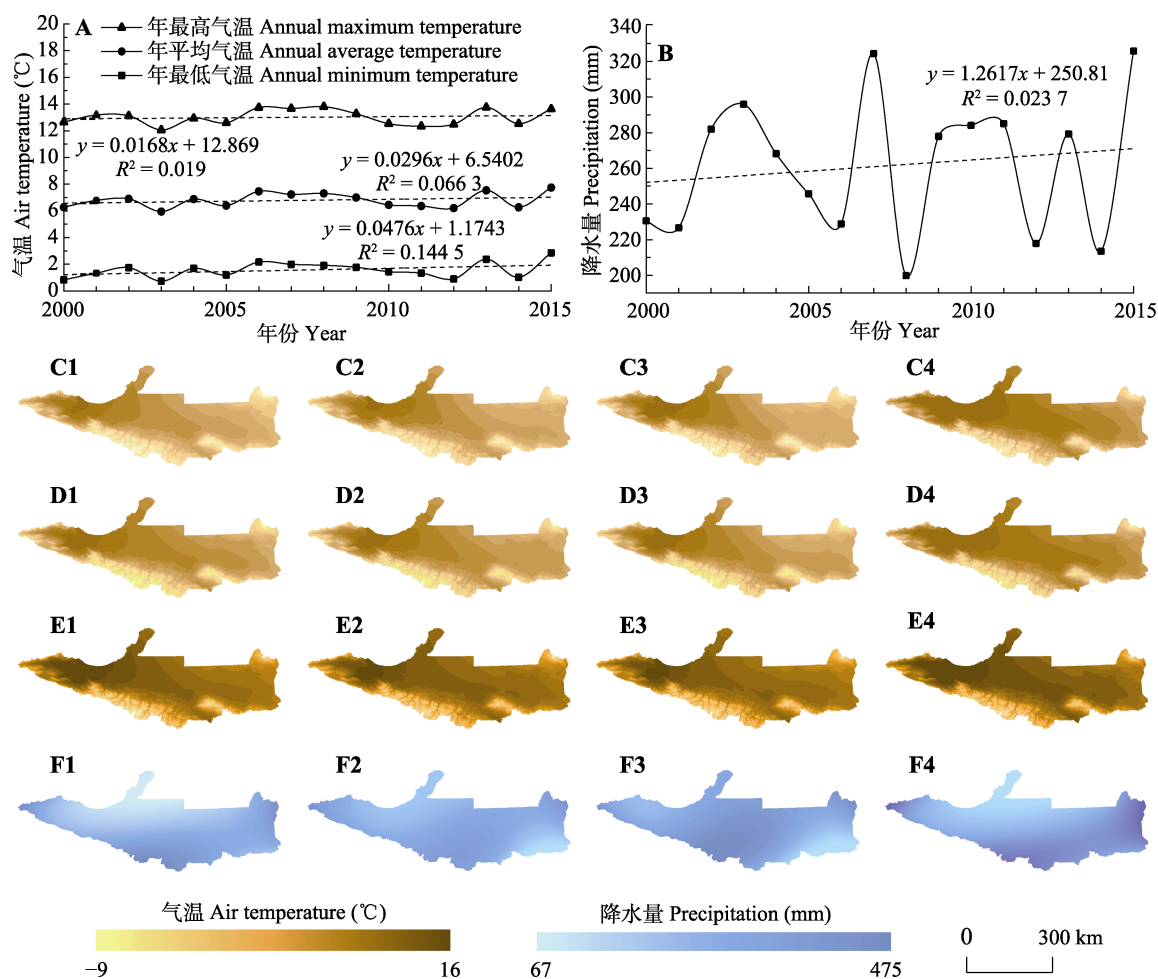 A
年最高气温 Annual maximum temperature
年平均气温 Annual average temperature
年最低气温 Annual minimum temperature
气温 Air temperature (℃)
20
18
16
14
12
10
8
6
4
2
0
y = 0.0168x + 12.869
R² = 0.019
y = 0.0296x + 6.5402
R² = 0.066 3
y = 0.0476x + 1.1743
R² = 0.144 5
2000 2005 2010 2015
年份 Year
B
降水量 Precipitation (mm)
340
320
300
280
260
240
220
200
y = 1.2617x + 250.81
R² = 0.023 7
2000 2005 2010 2015
年份 Year
C1 C2 C3 C4
D1 D2 D3 D4
E1 E2 E3 E4
F1 F2 F3 F4
气温 Air temperature (℃)
−9 16
降水量 Precipitation (mm)
67 475
0 300 km